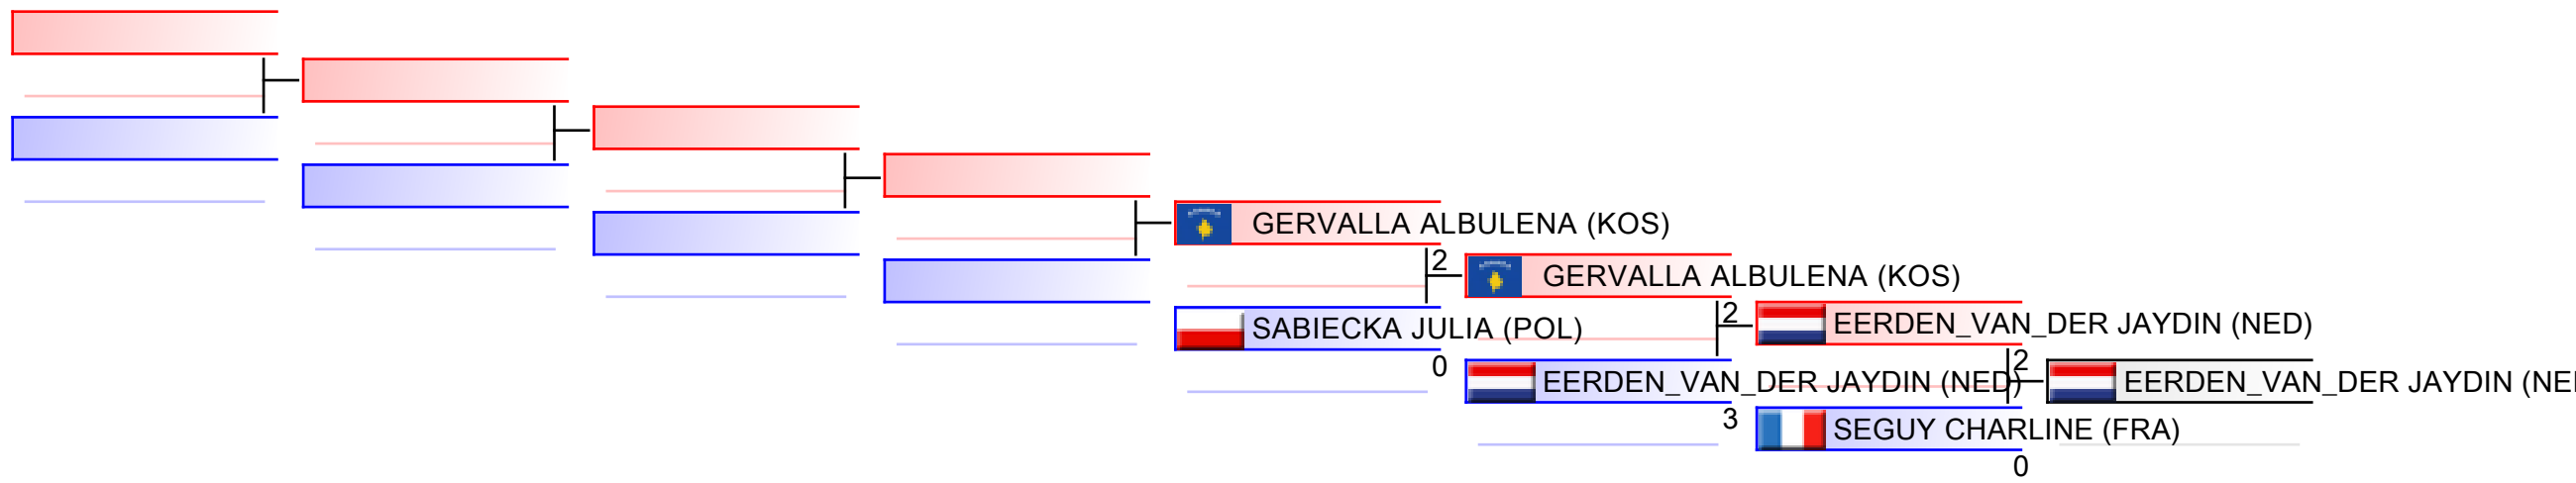 GERVALLA ALBULENA (KOS)
2
GERVALLA ALBULENA (KOS)
SABIECKA JULIA (POL)
0
2
EERDEN_VAN_DER JAYDIN (NED)
EERDEN_VAN_DER JAYDIN (NED)
3
2
EERDEN_VAN_DER JAYDIN (NE
SEGUY CHARLINE (FRA)
0